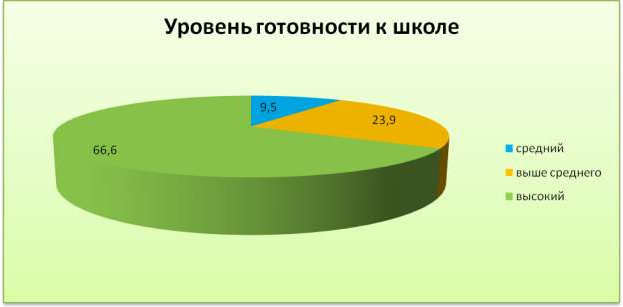 Уровень готовности к школе
9,5
23,9
66,6
средний
выше среднего
высокий